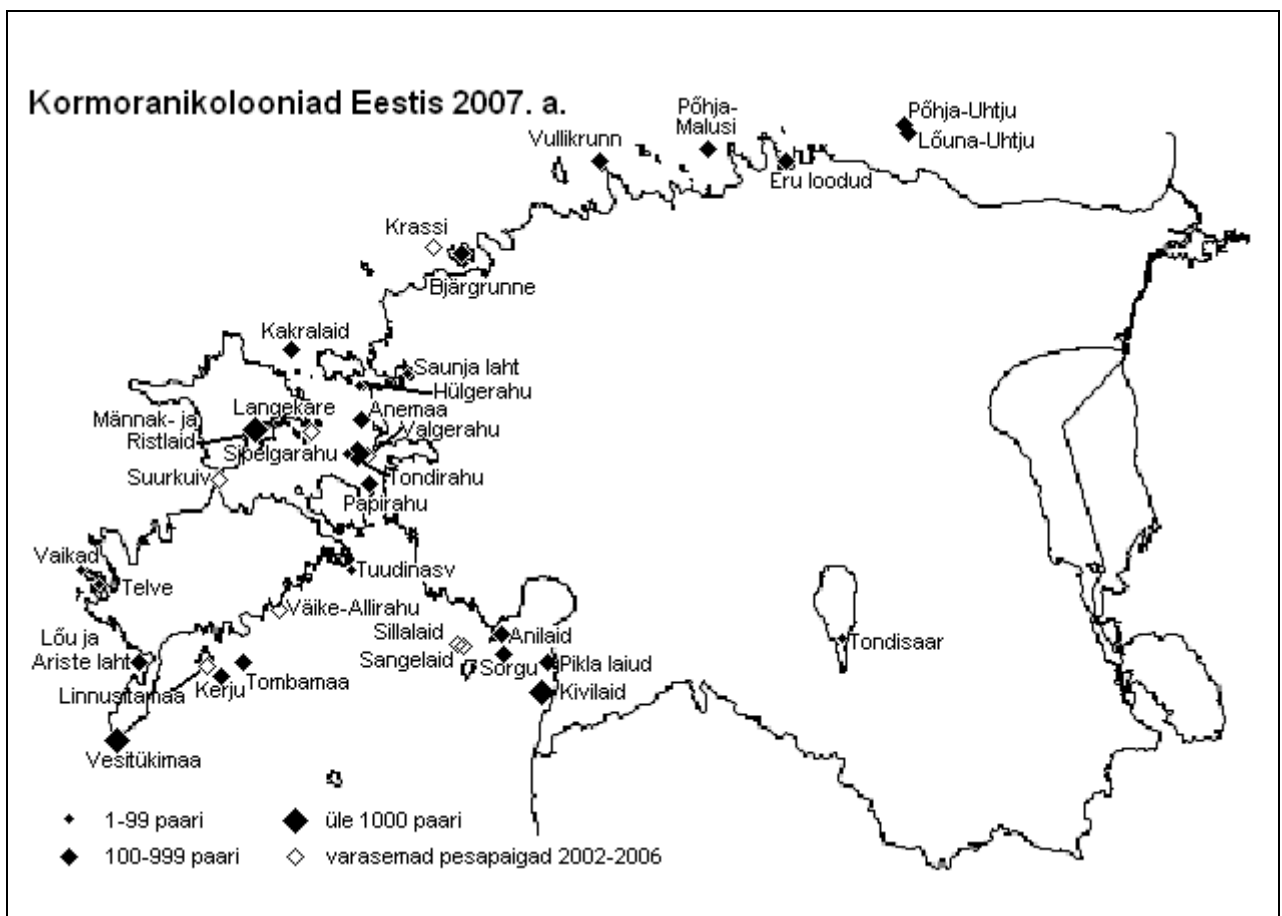 Kormoranikolooniad Eestis 2007. a.
Põhja-
Malusi
Põhja-Uhtju
Lõuna-Uhtju
Vullikrunn
Eru loodud
Krassi
Bjärgrunne
Kakralaid
Saunja laht
Hülgerahu
Langekare
Anemaa
Männak- ja
Ristlaid
Valgerahu
Sipelgarahu
Suurkuiv
Tondirahu
Papirahu
Vaikad
Telve
Tuudinasv
Väike-Allirahu
Sillalaid
Anilaid
Tondisaar
Lõu ja
Ariste laht
Sangelaid
Sorgu
Pikla laiud
Linnusitamaa
Kerju
Tombamaa
Kivilaid
Vesitükimaa
1-99 paari
üle 1000 paari
100-999 paari
varasemad pesapaigad 2002-2006